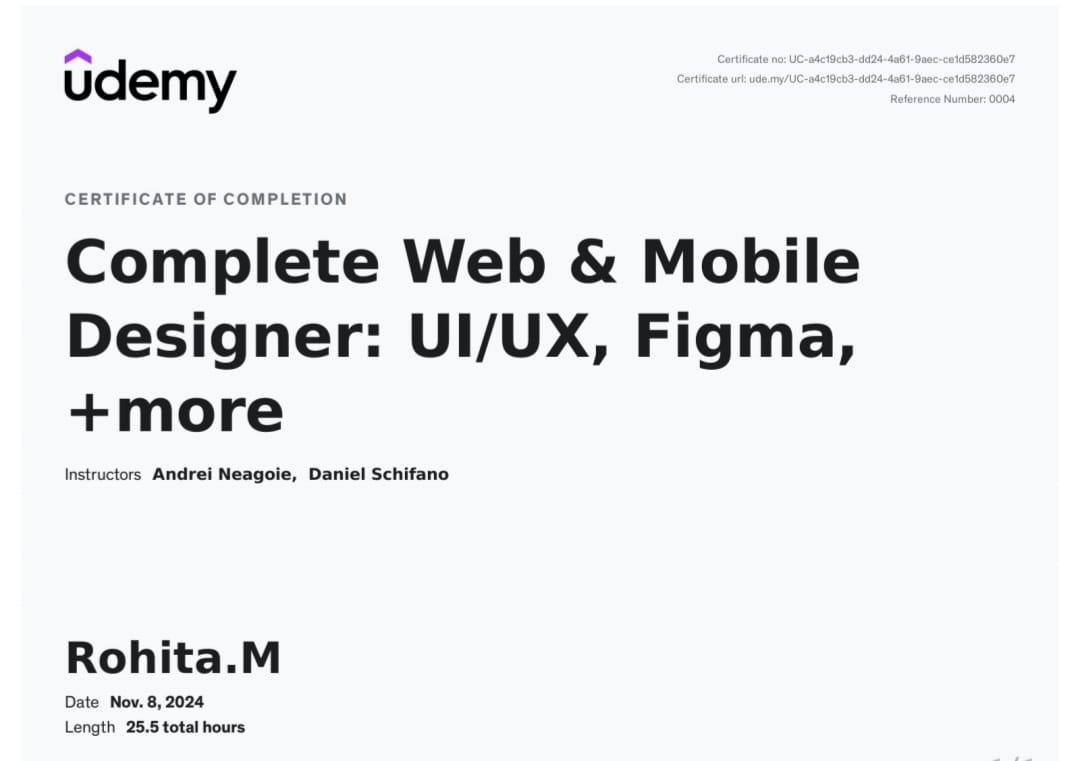 udemy
Certificate no: UC-a4c19cb3-dd24-4a61-9aec-ce1d582360e7
Certificate url: ude.my/UC-a4c19cb3-dd24-4a61-9aec-ce1d582360e7
Reference Number: 0004
CERTIFICATE OF COMPLETION
Complete Web & Mobile
Designer: UI/UX, Figma,
+more
Instructors Andrei Neagoie, Daniel Schifano
Rohita.M
Date Nov. 8, 2024
Length 25.5 total hours